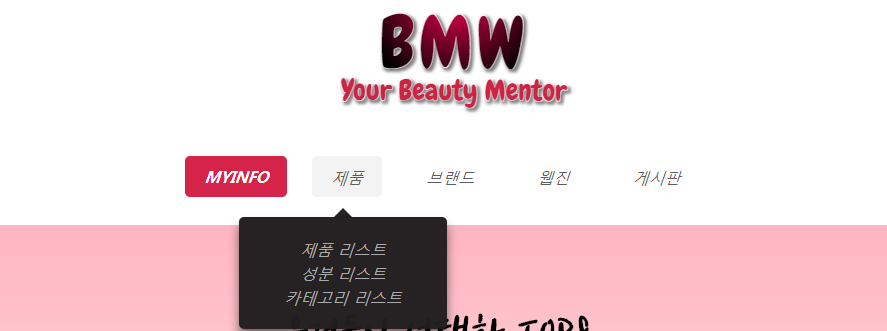 BMW
Your Beauty Mentor
MYINFO 제품 브랜드 웹진 게시판
제품 리스트
성분 리스트
카테고리 리스트